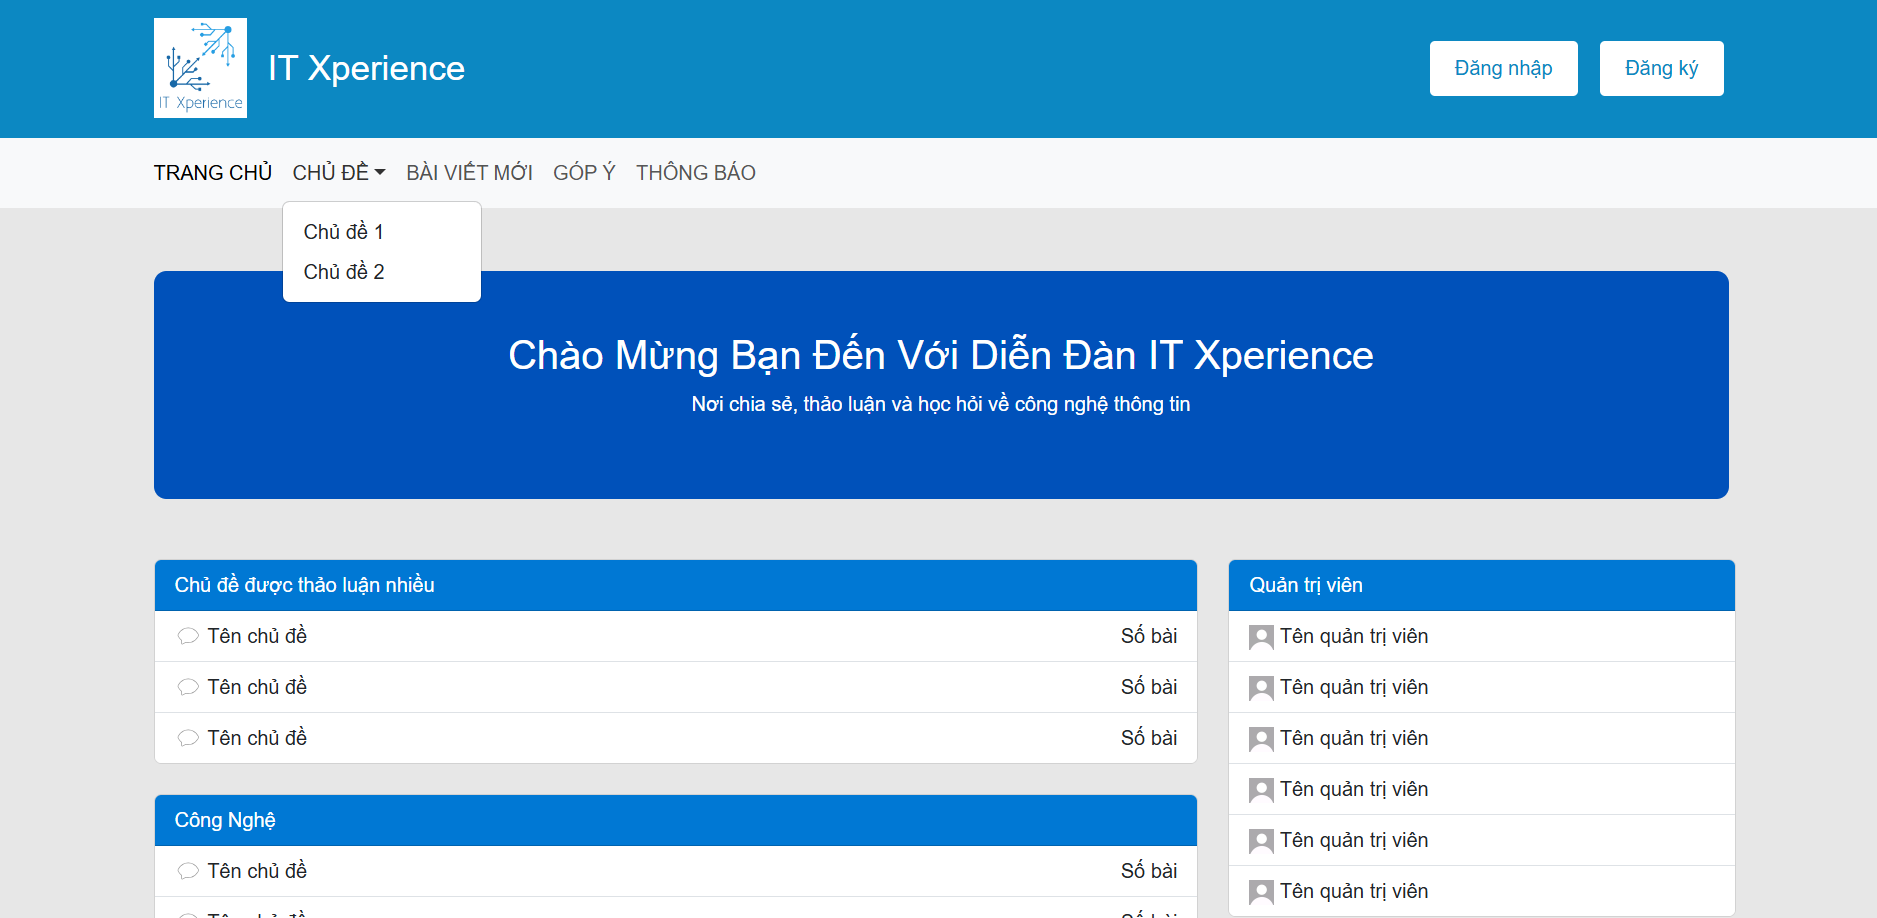 IT Xperience
IT Xperience
Đăng nhập
Đăng ký
TRANG CHỦ
CHỦ ĐỀ
BÀI VIẾT MỚI
GÓP Ý
THÔNG BÁO
Chủ đề 1
Chủ đề 2
Chào Mừng Bạn Đến Với Diễn Đàn IT Xperience
Nơi chia sẻ, thảo luận và học hỏi về công nghệ thông tin
Chủ đề được thảo luận nhiều
Tên chủ đề Số bài
Tên chủ đề Số bài
Tên chủ đề Số bài
Công Nghệ
Tên chủ đề Số bài
Quản trị viên
Tên quản trị viên
Tên quản trị viên
Tên quản trị viên
Tên quản trị viên
Tên quản trị viên
Tên quản trị viên